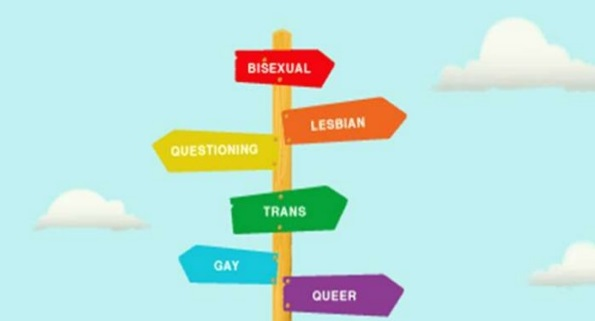 BISEXUAL
LESBIAN
QUESTIONING
TRANS
GAY
QUEER